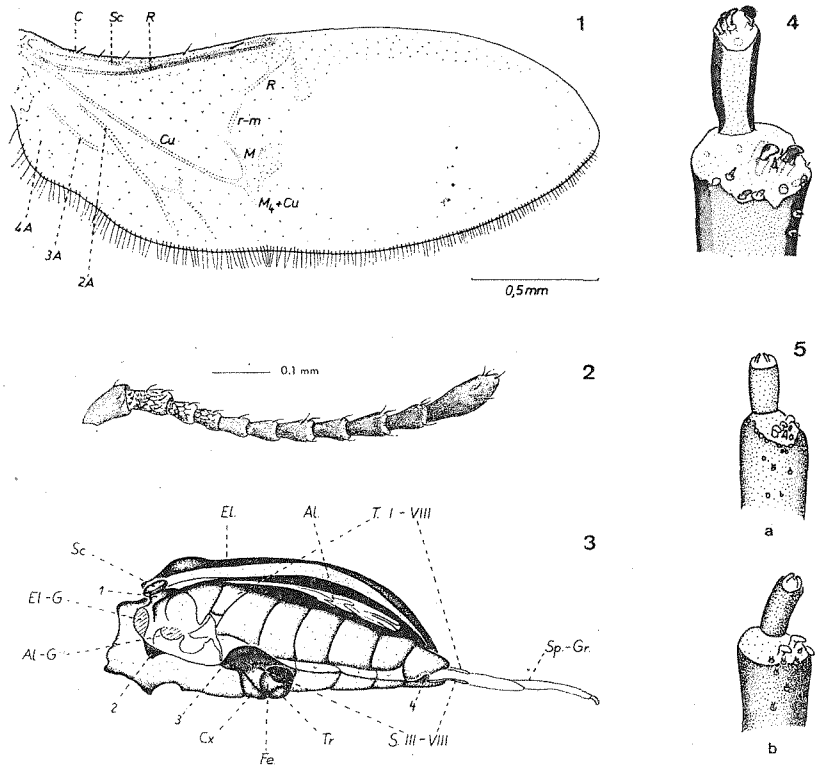 C Sc R 1
R
r-m
Cu
M
M4+Cu
4A
3A
2A
0,5mm
4
0.1 mm 2
5
a
b
El. Al. T. I-VIII 3
Sc
1
El-G
Al-G
Sp.-Gr.
2
3
4
Cx Tr S. III-VIII
Fe